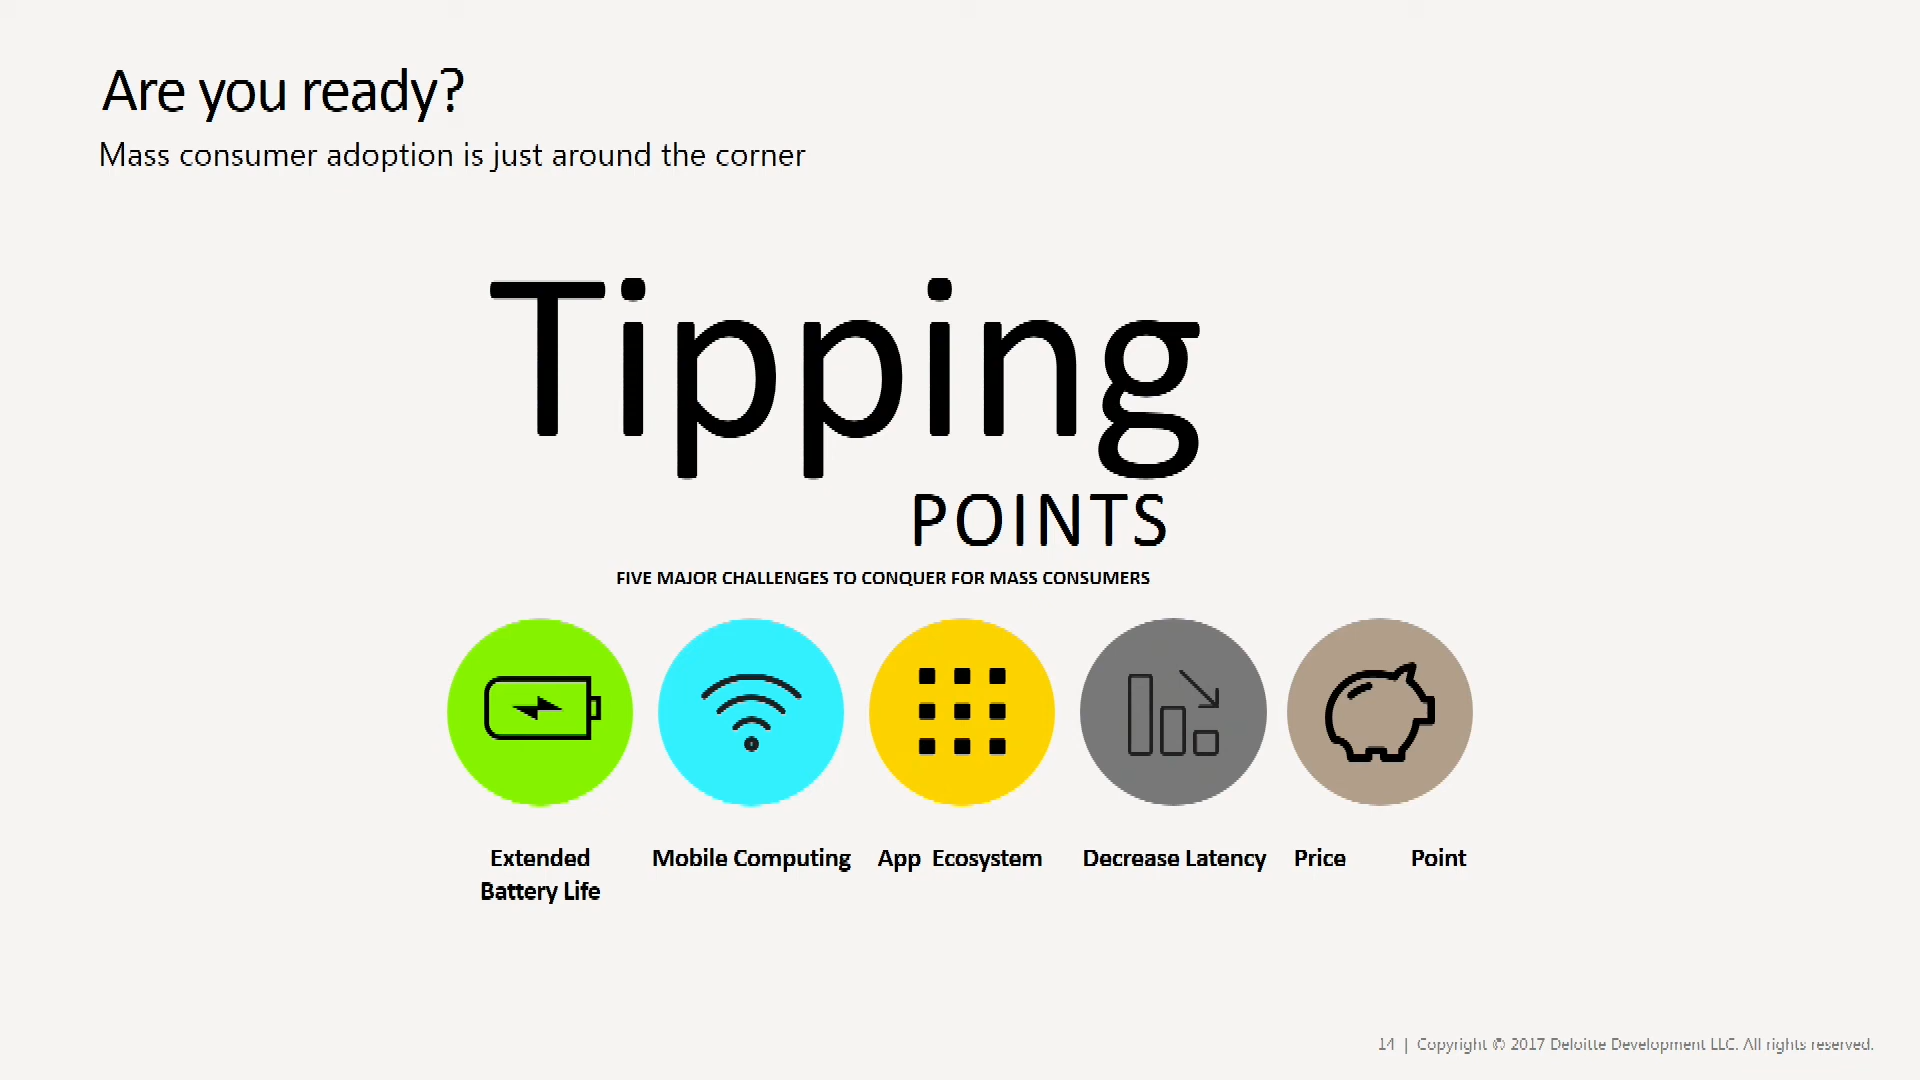 Are you ready?
Mass consumer adoption is just around the corner
Tipping
POINTS
FIVE MAJOR CHALLENGES TO CONQUER FOR MASS CONSUMERS
Extended
Battery Life
Mobile Computing
App Ecosystem
Decrease Latency
Price Point
14 | Copyright © 2017 Deloitte Development LLC. All rights reserved.